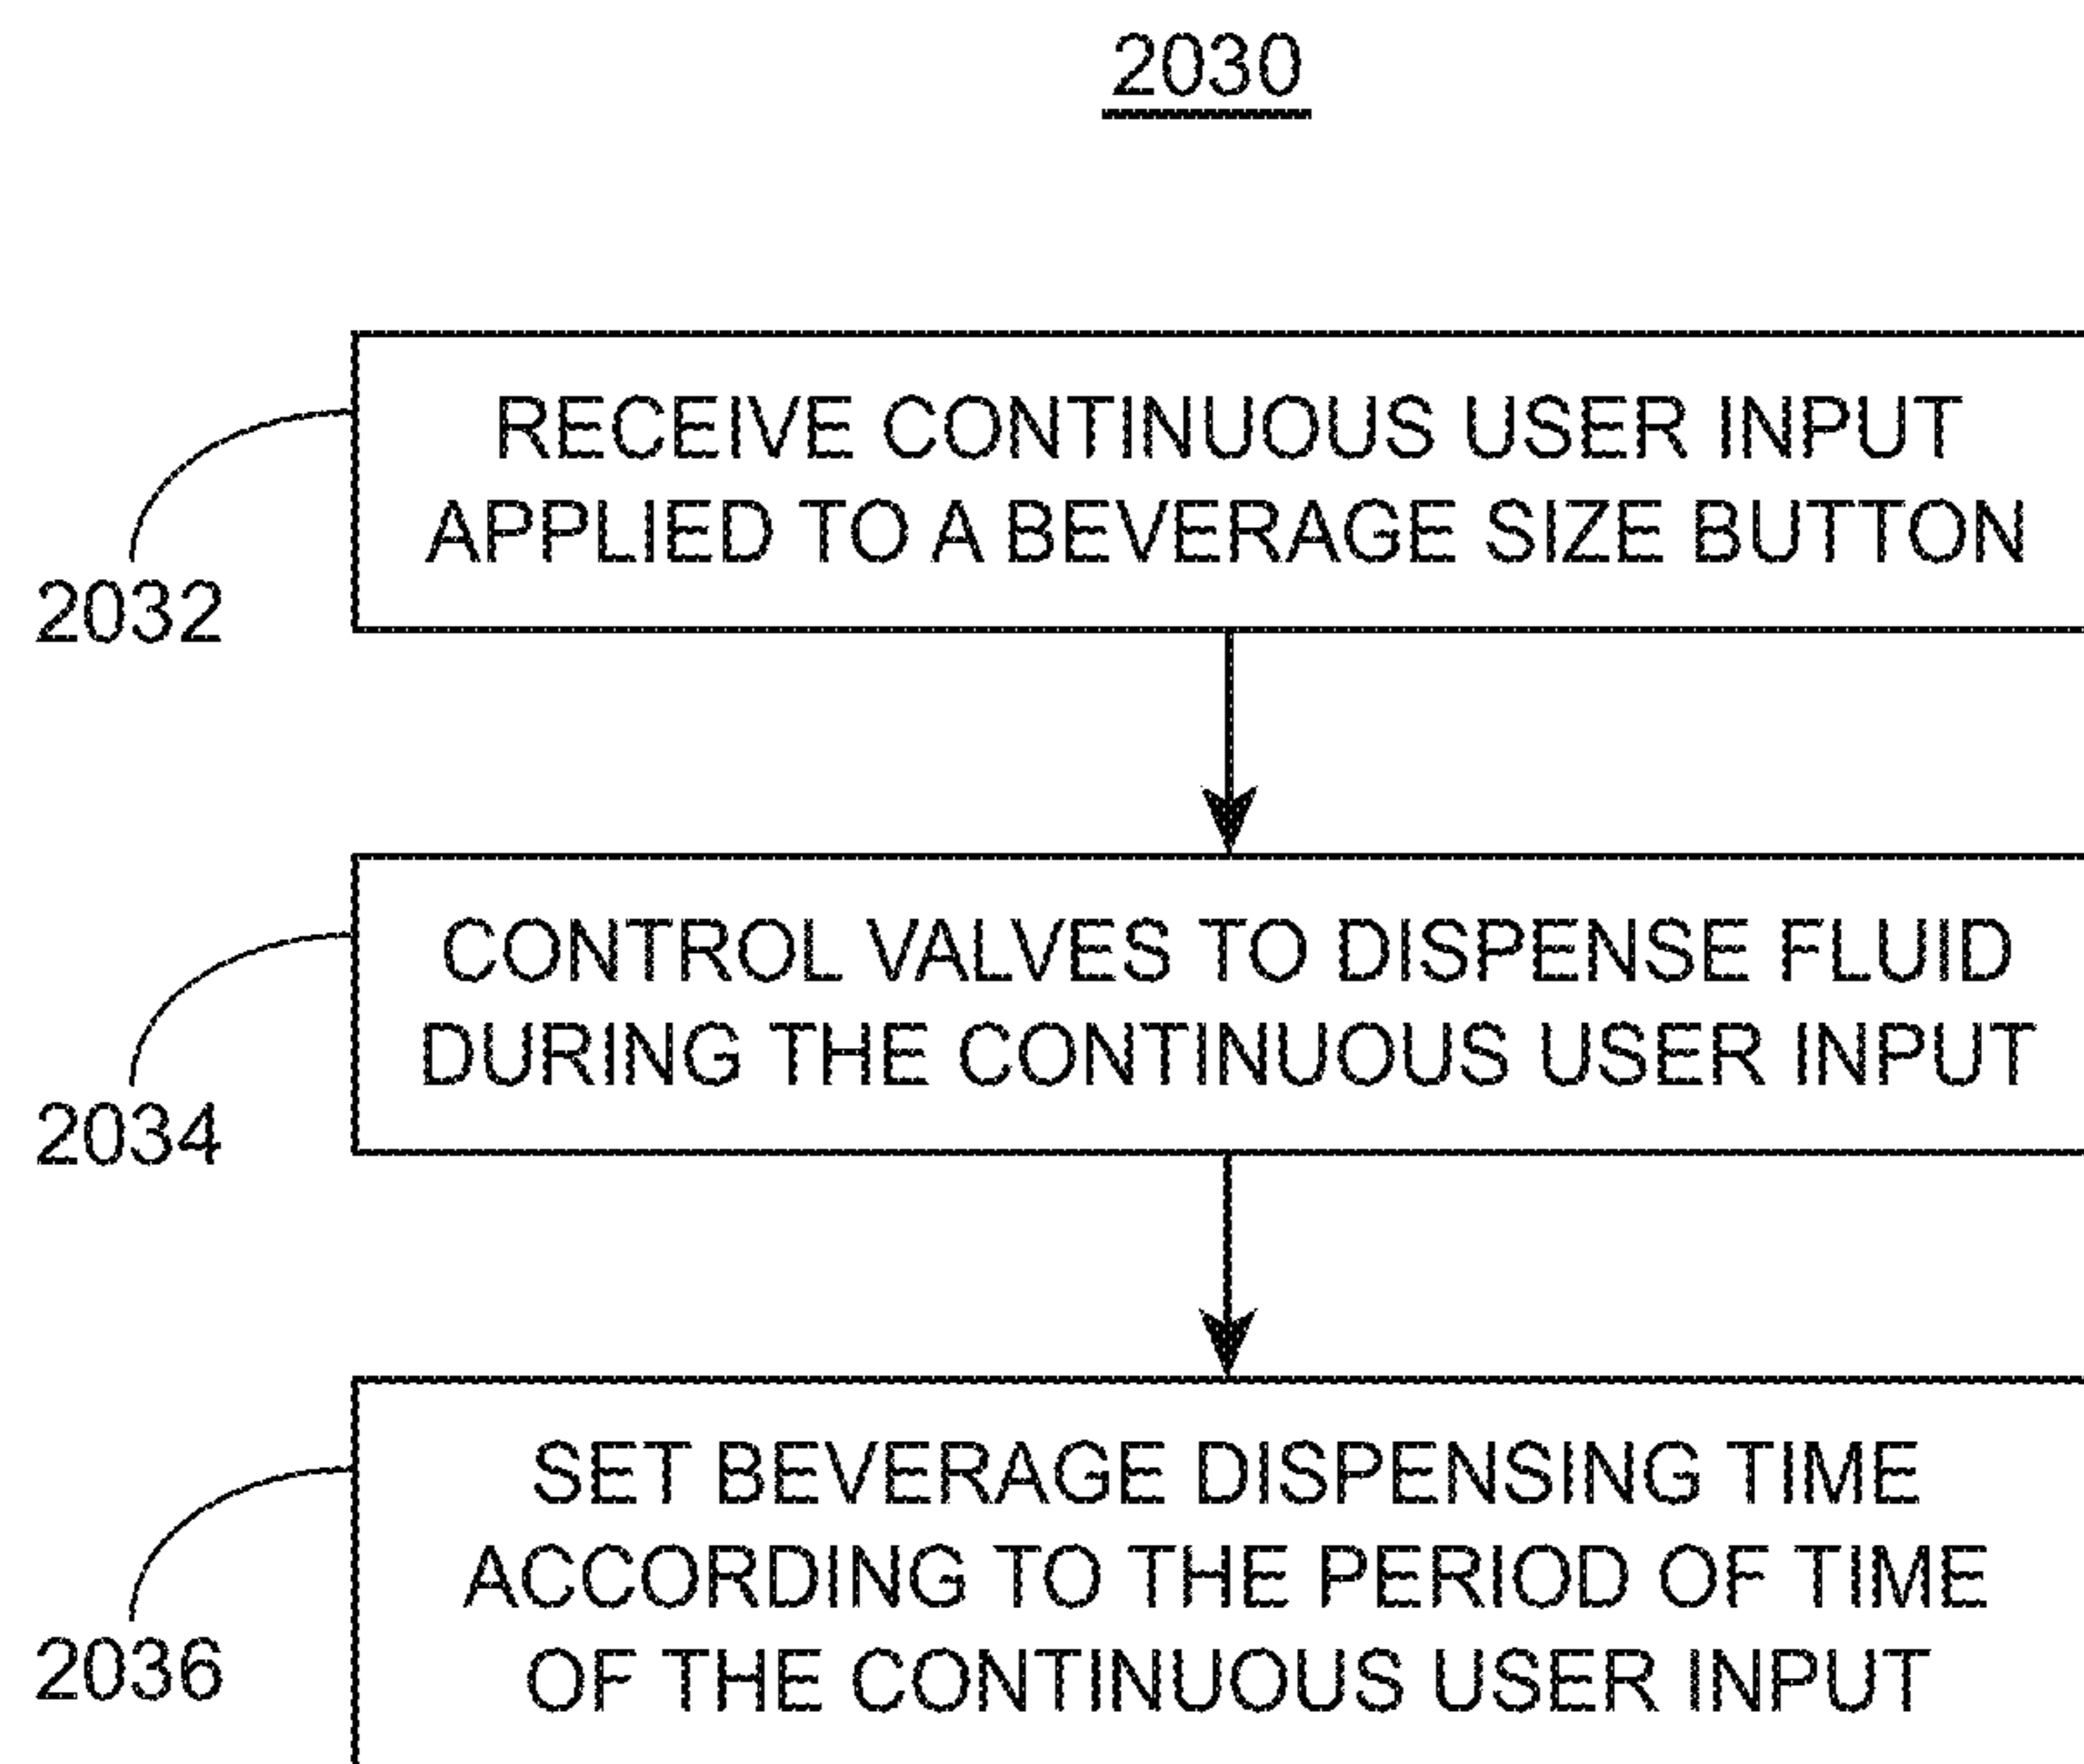 2030
RECEIVE CONTINUOUS USER INPUT
APPLIED TO A BEVERAGE SIZE BUTTON
2032
CONTROL VALVES TO DISPENSE FLUID
DURING THE CONTINUOUS USER INPUT
2034
SET BEVERAGE DISPENSING TIME
ACCORDING TO THE PERIOD OF TIME
OF THE CONTINUOUS USER INPUT
2036